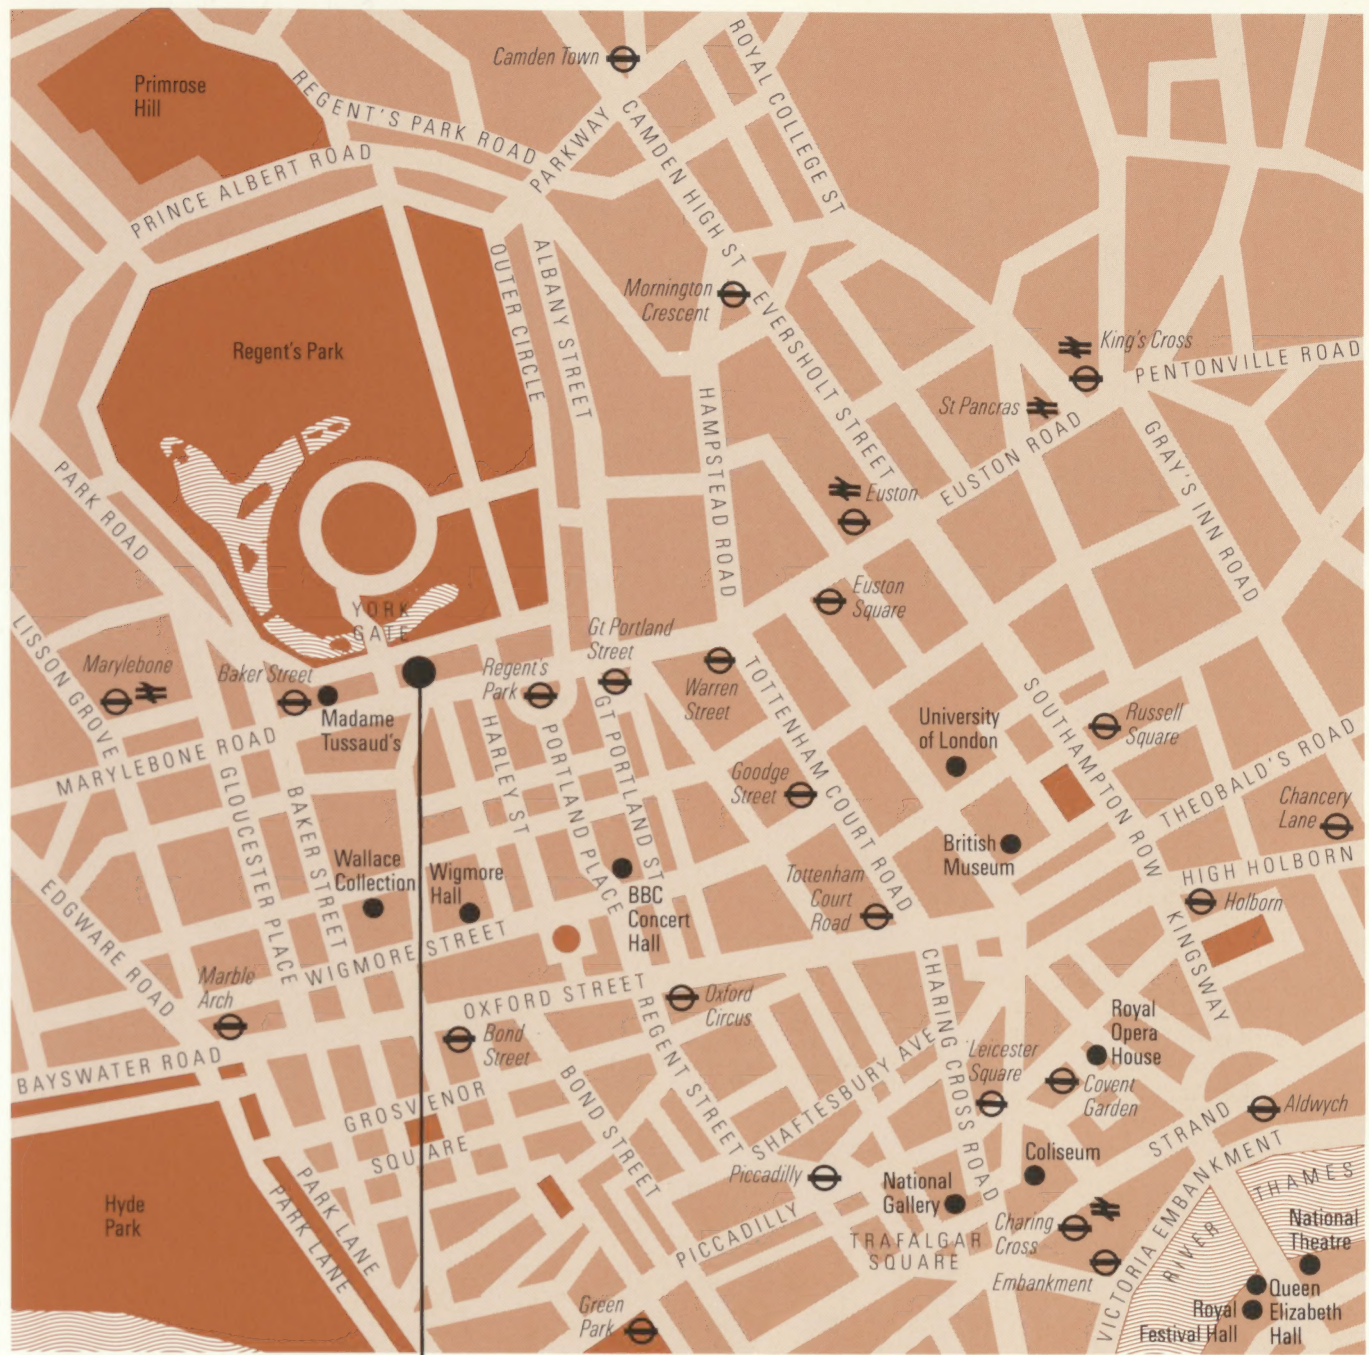 Camden Town
ROYAL COLLEGE ST
Primrose
Hill
REGENT'S PARK ROAD
PARKWAY
CAMDEN HIGH ST
PRINCE ALBERT ROAD
OUTER CIRCLE
ALBANY STREET
Mornington
Crescent
EVERSHOLT STREET
Regent's Park
King's Cross
PENTONVILLE ROAD
St Pancras
HAMPSTEAD ROAD
EUSTON ROAD
GRAY'S INN ROAD
PARK ROAD
Euston
Euston
Square
YORK
GATE
LISSON GROVE
Marylebone
Baker Street
Madame
Tussaud's
Regent's
Park
Gt Portland
Street
Warren
Street
TOTTENHAM COURT ROAD
University
of London
SOUTHAMPTON ROW
Russell
Square
MARYLEBONE ROAD
GLOUCESTER PLACE
BAKER STREET
HARLEY ST
PORTLAND PLACE
GT PORTLAND ST
Goodge
Street
THEOBALD'S ROAD
Chancery
Lane
British
Museum
HIGH HOLBORN
Wallace
Collection
Wigmore
Hall
BBC
Concert
Hall
Tottenham
Court
Road
Holborn
KINGSWAY
EDGWARE ROAD
WIGMORE STREET
Marble
Arch
OXFORD STREET
Oxford
Circus
CHARING CROSS ROAD
Royal
Opera
House
Bond
Street
REGENT STREET
BAYSWATER ROAD
BOND STREET
SHAFTESBURY AVE
Leicester
Square
Covent
Garden
GROSVENOR
SQUARE
STRAND
Aldwych
Coliseum
Piccadilly
National
Gallery
VICTORIA EMBANKMENT
RIVER THAMES
Hyde
Park
PARK LANE
PARK LANE
PICCADILLY
TRAFALGAR
SQUARE
Charing
Cross
Embankment
National
Theatre
Queen
Elizabeth
Hall
Royal
Festival Hall
Green
Park